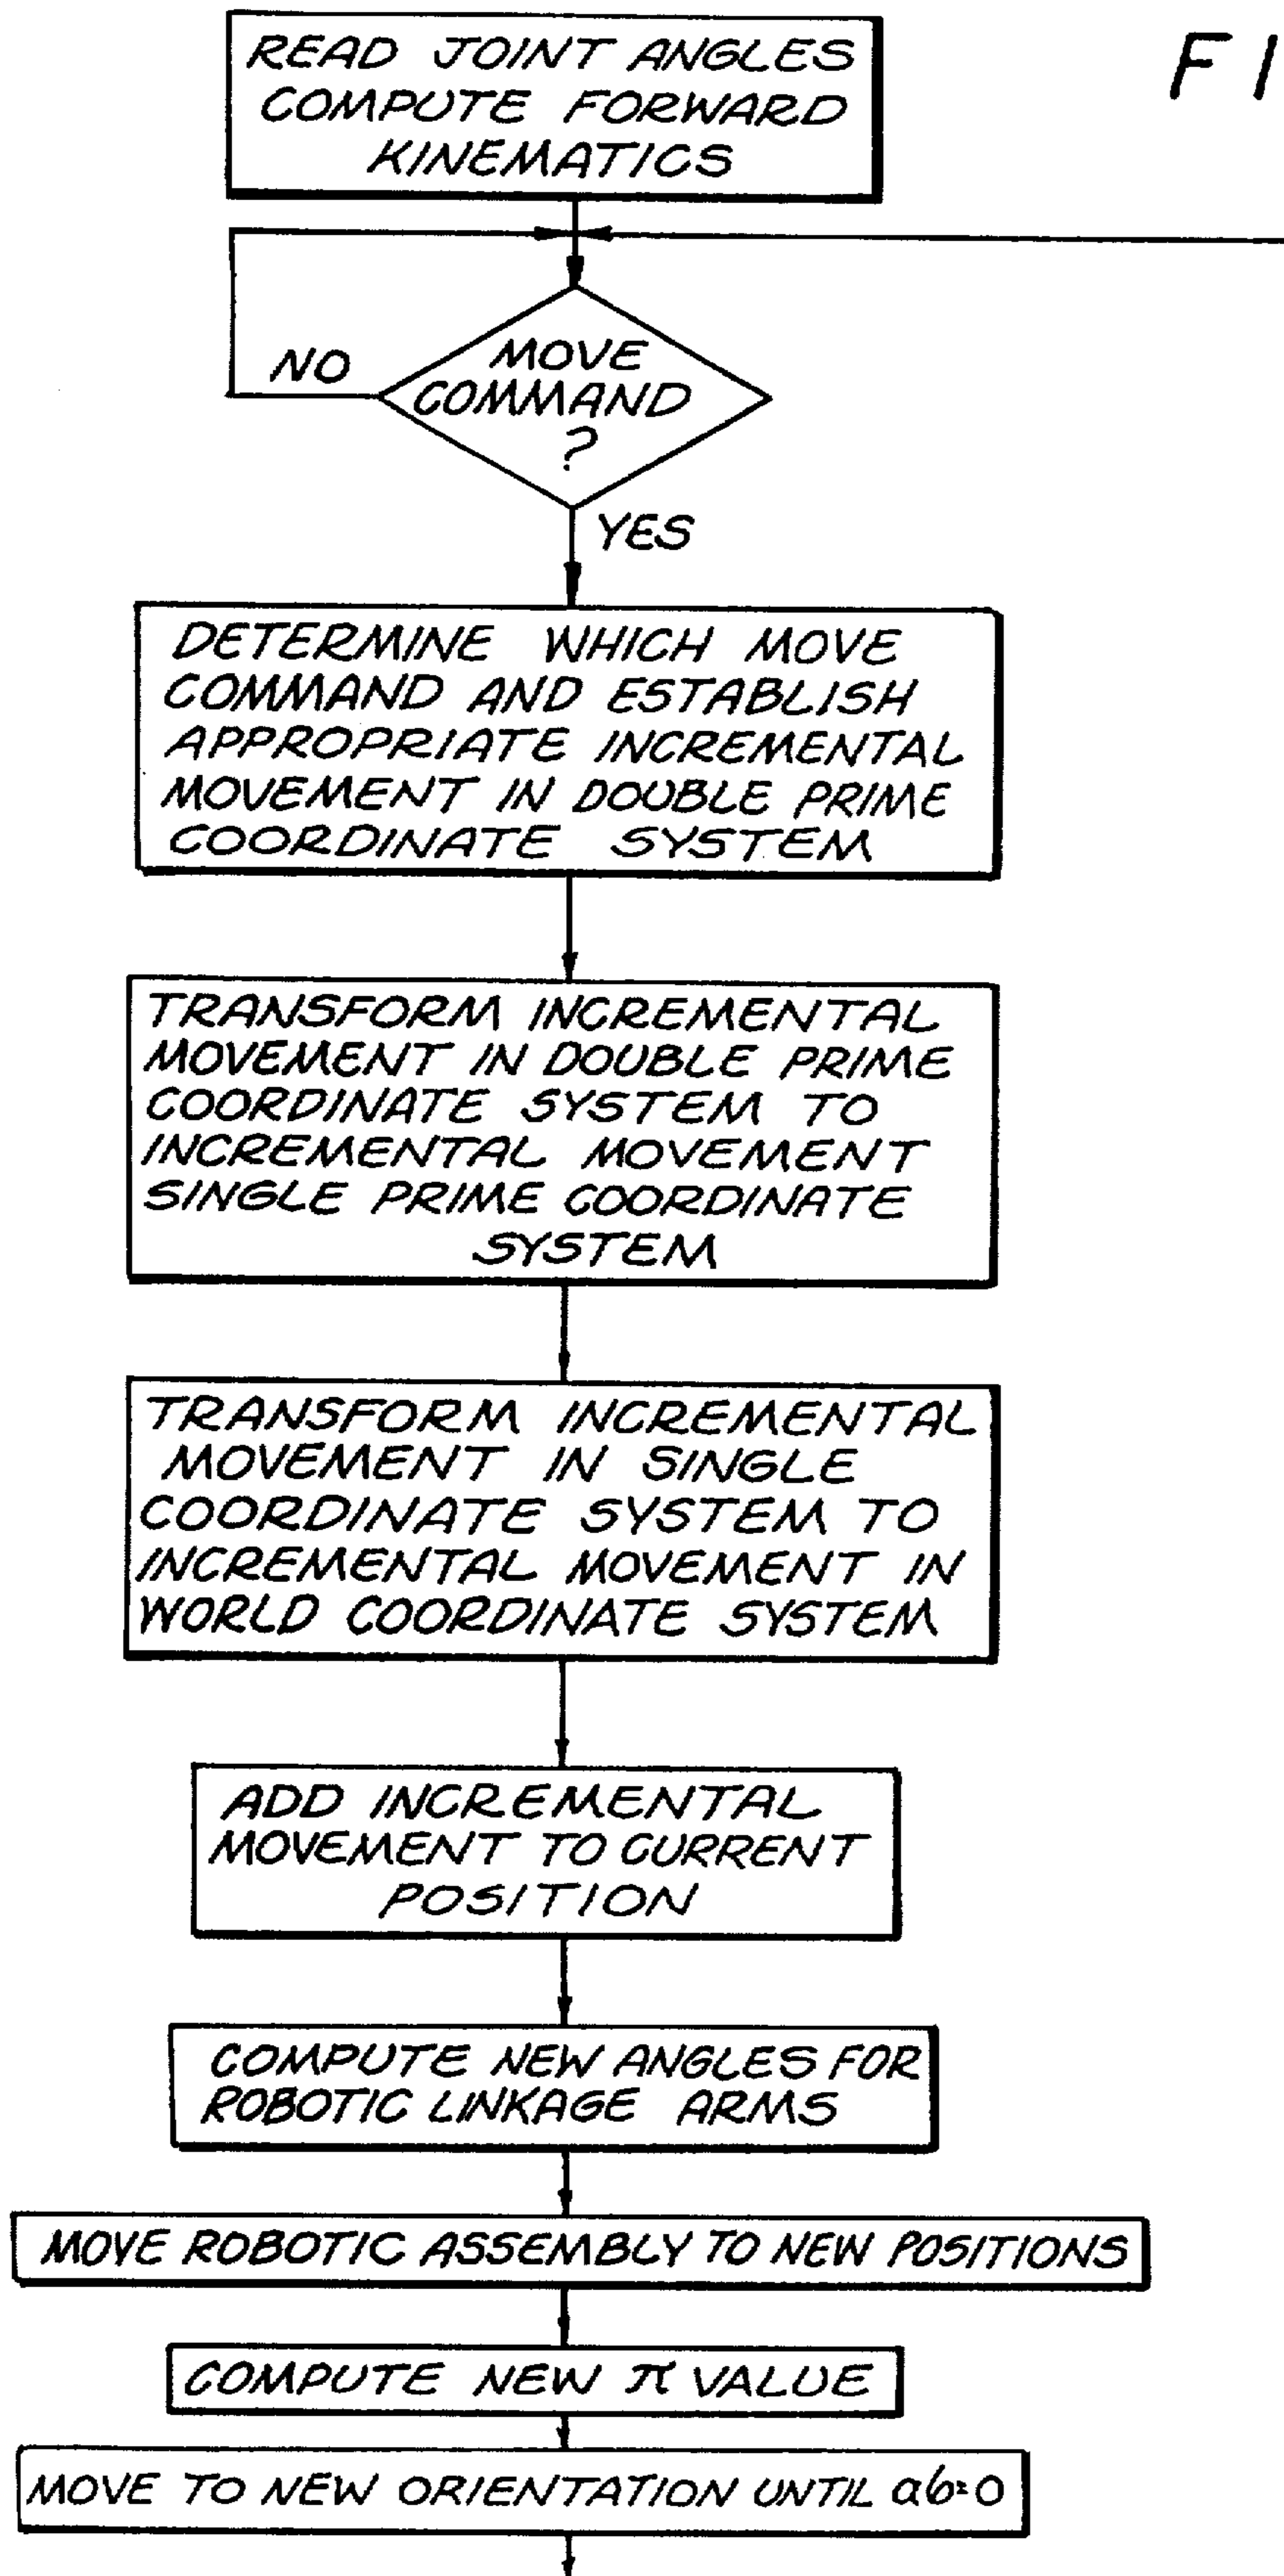 READ JOINT ANGLES
COMPUTE FORWARD
KINEMATICS
FI
MOVE
COMMAND
?
NO
YES
DETERMINE WHICH MOVE
COMMAND AND ESTABLISH
APPROPRIATE INCREMENTAL
MOVEMENT IN DOUBLE PRIME
COORDINATE SYSTEM
TRANSFORM INCREMENTAL
MOVEMENT IN DOUBLE PRIME
COORDINATE SYSTEM TO
INCREMENTAL MOVEMENT
SINGLE PRIME COORDINATE
SYSTEM
TRANSFORM INCREMENTAL
MOVEMENT IN SINGLE
COORDINATE SYSTEM TO
INCREMENTAL MOVEMENT IN
WORLD COORDINATE SYSTEM
ADD INCREMENTAL
MOVEMENT TO CURRENT
POSITION
COMPUTE NEW ANGLES FOR
ROBOTIC LINKAGE ARMS
MOVE ROBOTIC ASSEMBLY TO NEW POSITIONS
COMPUTE NEW π VALUE
MOVE TO NEW ORIENTATION UNTIL a6=0